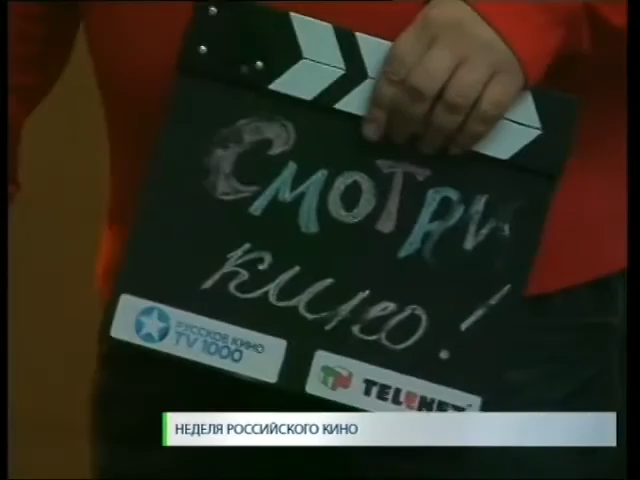 СМОТРИ
кино!
РУССКОЕ КИНО
TV 1000
TELENET
НЕДЕЛЯ РОССИЙСКОГО КИНО